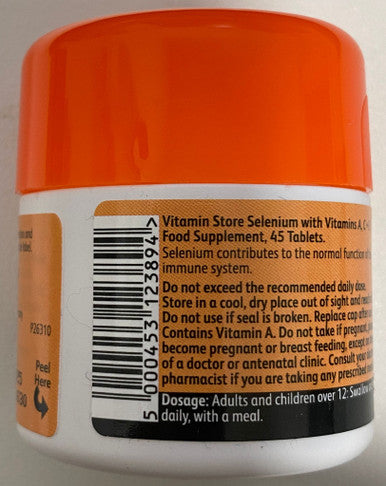 Vitamin Store Selenium with Vitamins A, C +
Food Supplement, 45 Tablets.
Selenium contributes to the normal function of
immune system.
Do not exceed the recommended daily dose.
Store in a cool, dry place out of sight and
Do not use if seal is broken. Replace cap after
Contains Vitamin A. Do not take if pregnant,
become pregnant or breast feeding, except on
of a doctor or antenatal clinic. Consult your
pharmacist if you are taking any prescribed
Dosage: Adults and children over 12: Swallow
daily, with a meal.
5 000453 123894 >
P26310
Peel
Here